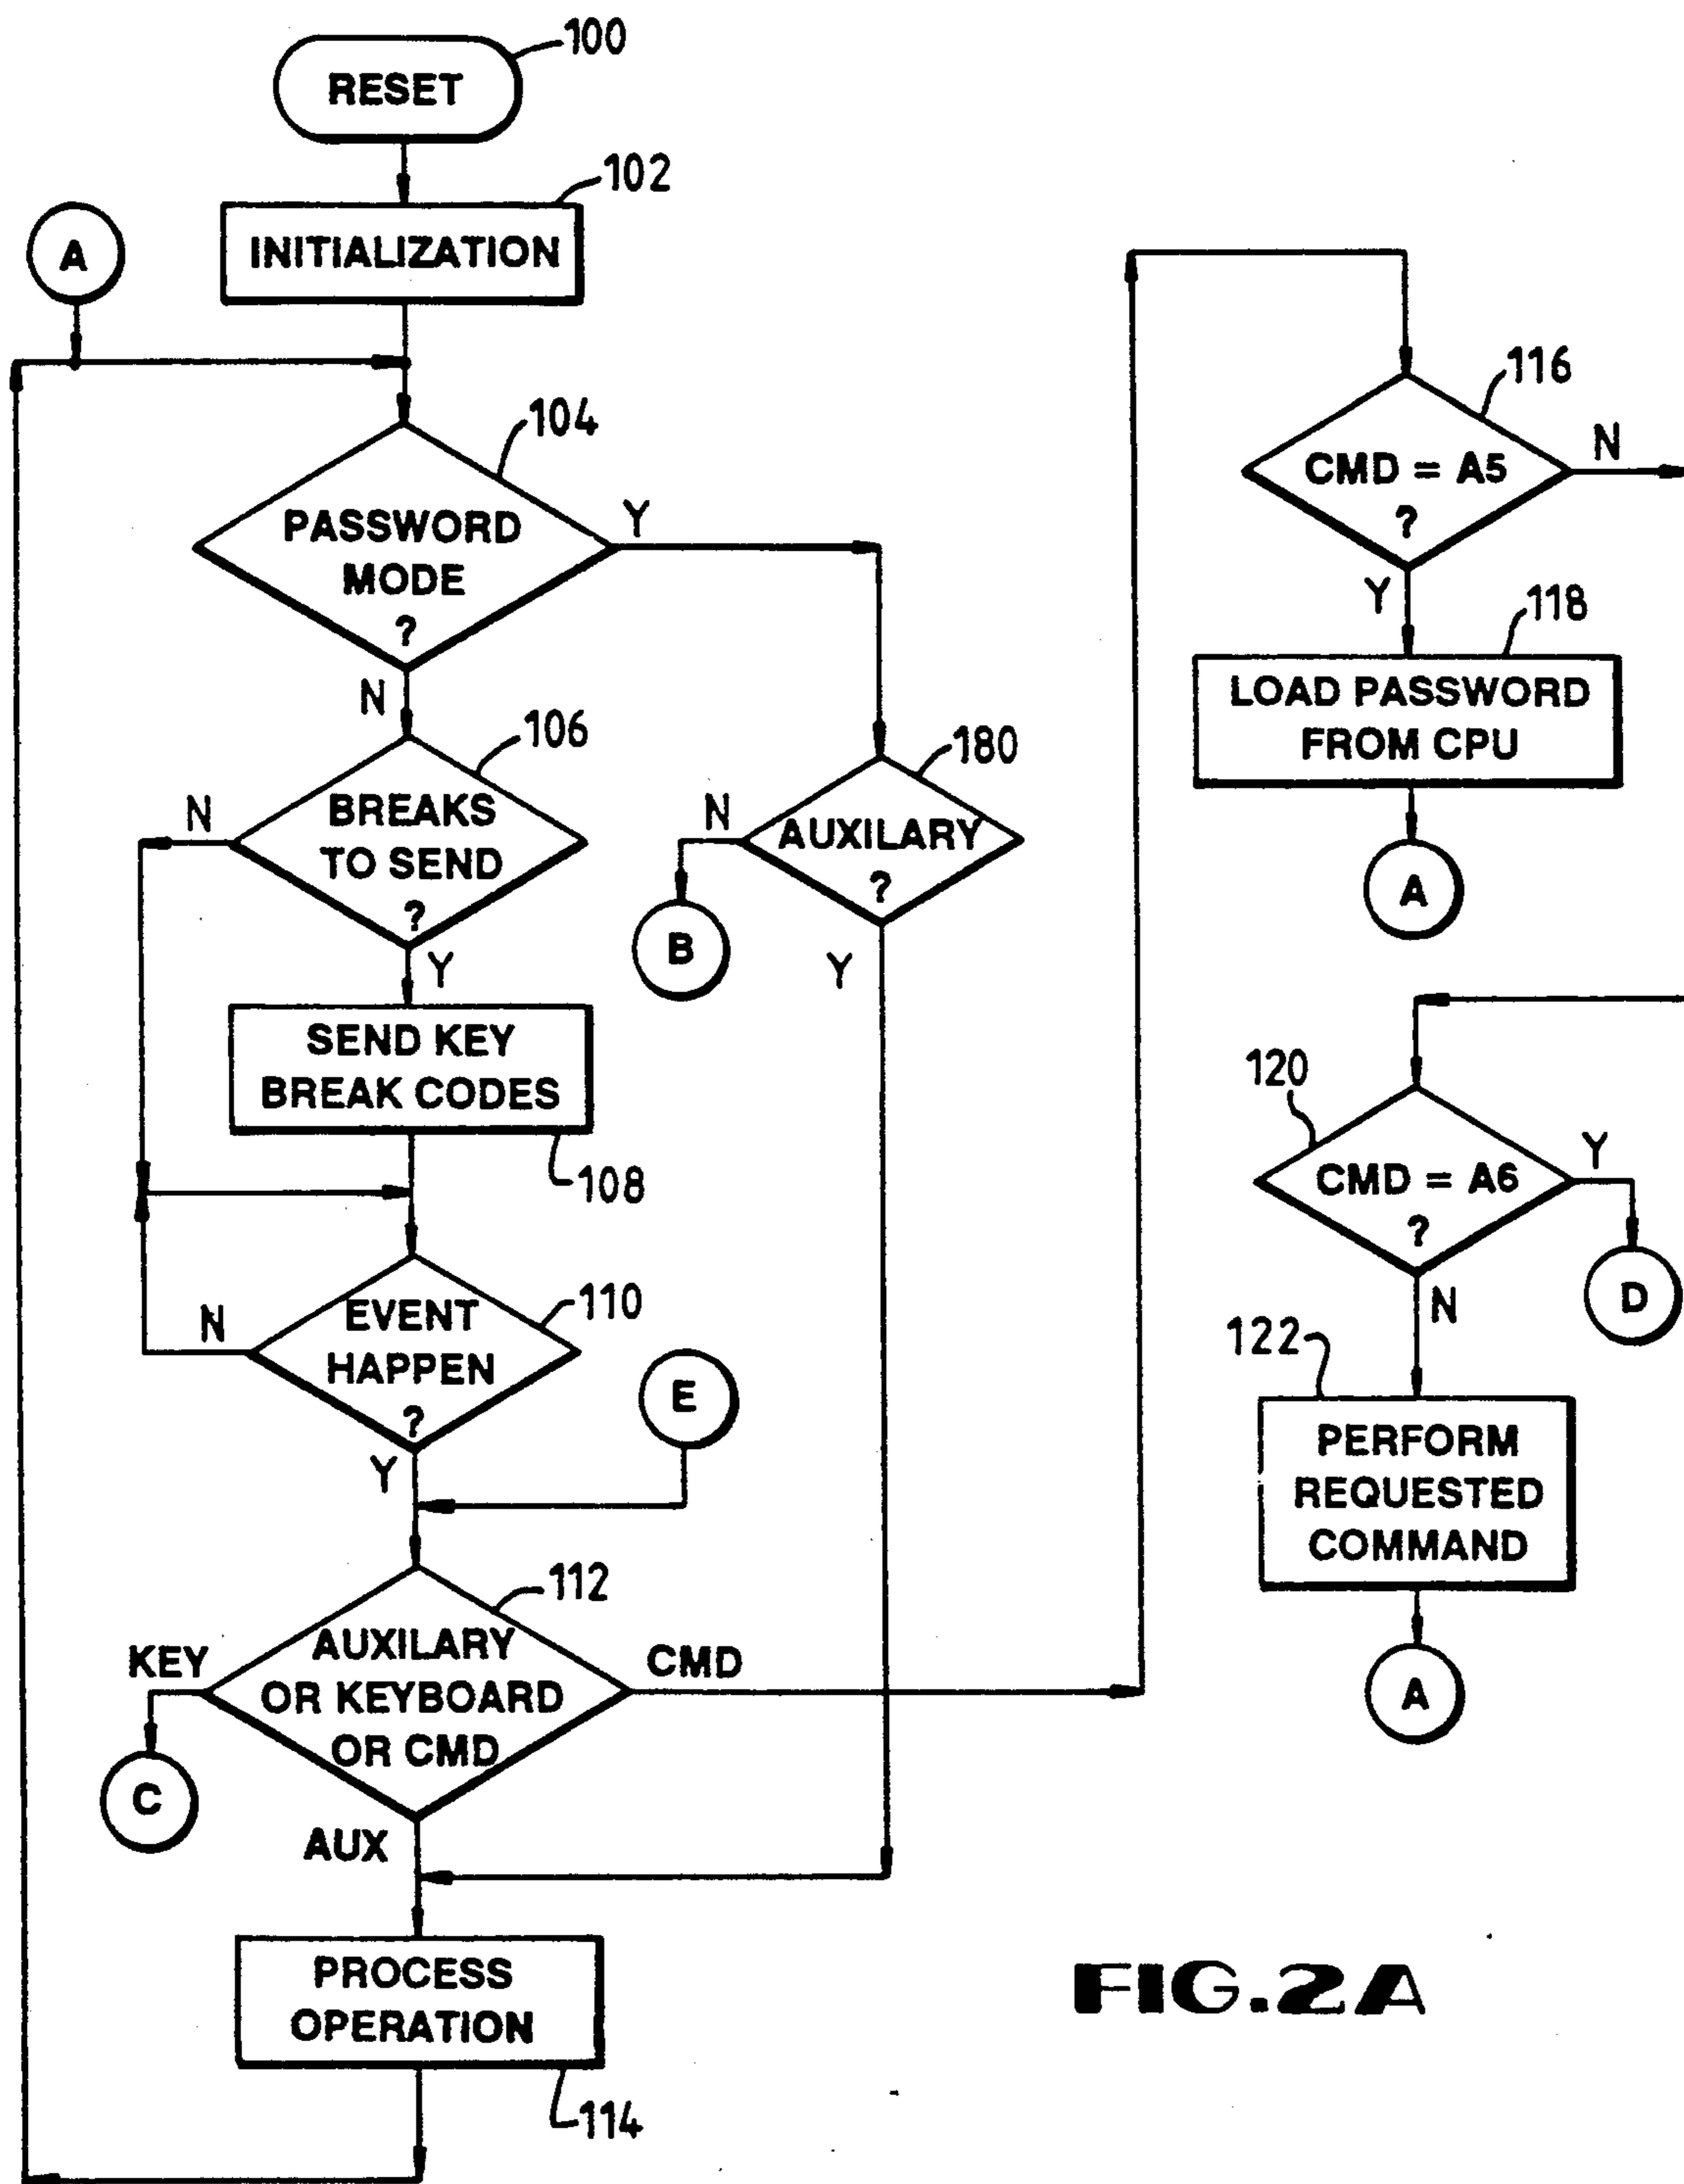 100
RESET
102
A
INITIALIZATION
104
PASSWORD
MODE
?
Y
N
106
BREAKS
TO SEND
?
N
Y
180
AUXILARY
?
N
B
Y
SEND KEY
BREAK CODES
108
EVENT
HAPPEN
?
110
N
Y
E
112
AUXILARY
OR KEYBOARD
OR CMD
KEY
CMD
C
AUX
PROCESS
OPERATION
114
116
CMD = A5
?
N
Y
118
LOAD PASSWORD
FROM CPU
A
120
CMD = A6
?
Y
D
N
122
PERFORM
REQUESTED
COMMAND
A
FIG.2A